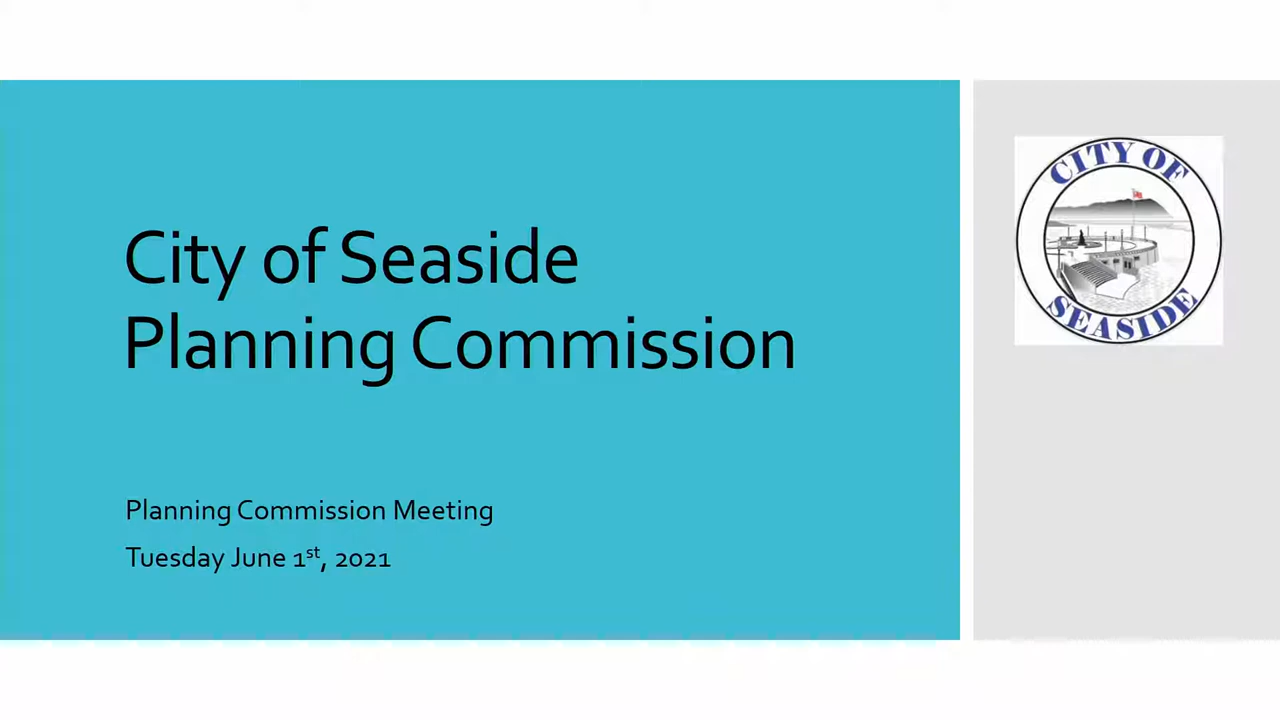 City of Seaside
Planning Commission
Planning Commission Meeting
Tuesday June 1st, 2021
CITY OF
SEASIDE